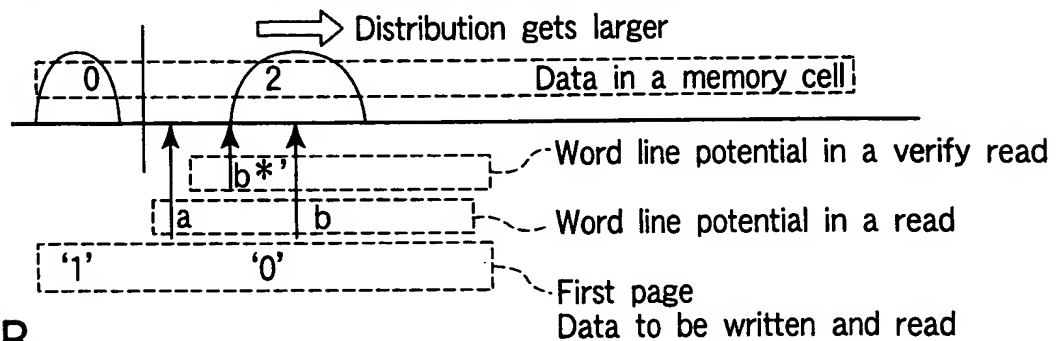 Distribution gets larger
0 2 Data in a memory cell
b*' Word line potential in a verify read
a b Word line potential in a read
‘1’ ‘0’
First page
Data to be written and read